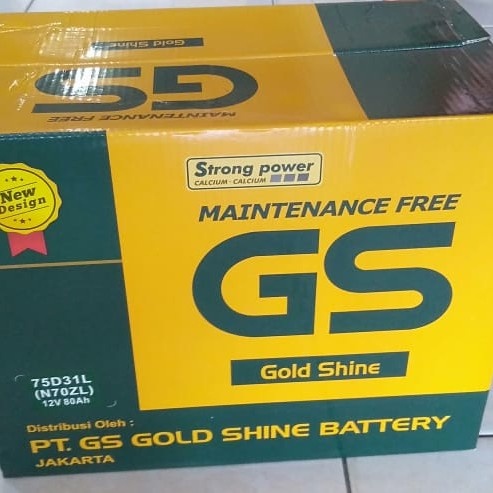 Gold Shine
GS
MAINTENANCE FREE
Strong power
CALCIUM - CALCIUM
New
Design
MAINTENANCE FREE
GS
Gold Shine
75D31L
(N70ZL)
12V 80Ah
Distribusi Oleh :
PT. GS GOLD SHINE BATTERY
JAKARTA